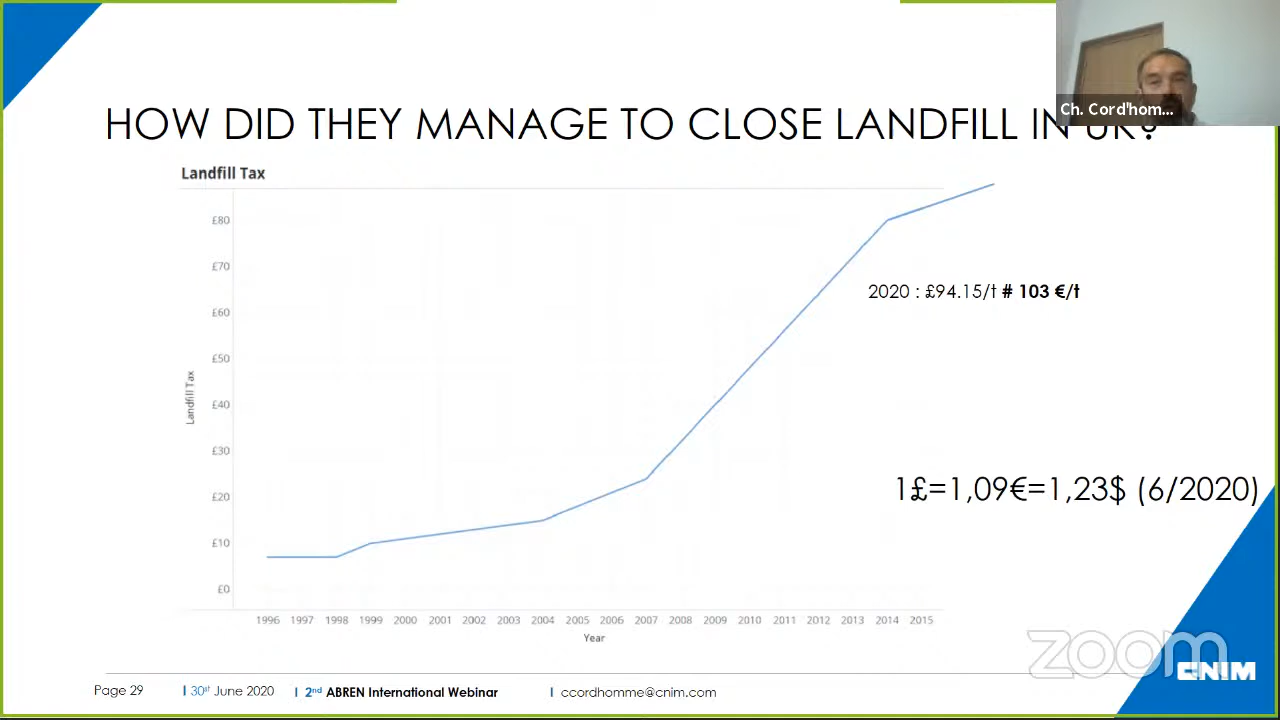 HOW DID THEY MANAGE TO CLOSE LANDFILL IN UK?
Ch. Cord'hom...
Landfill Tax
£80
£70
£60
£50
£40
£30
£20
£10
£0
Landfill Tax
2020 : £94.15/t # 103 €/t
1£=1,09€=1,23$ (6/2020)
1996 1997 1998 1999 2000 2001 2002 2003 2004 2005 2006 2007 2008 2009 2010 2011 2012 2013 2014 2015
Year
zoom
CNIM
Page 29 30st June 2020 2nd ABREN International Webinar ccordhomme@cnim.com